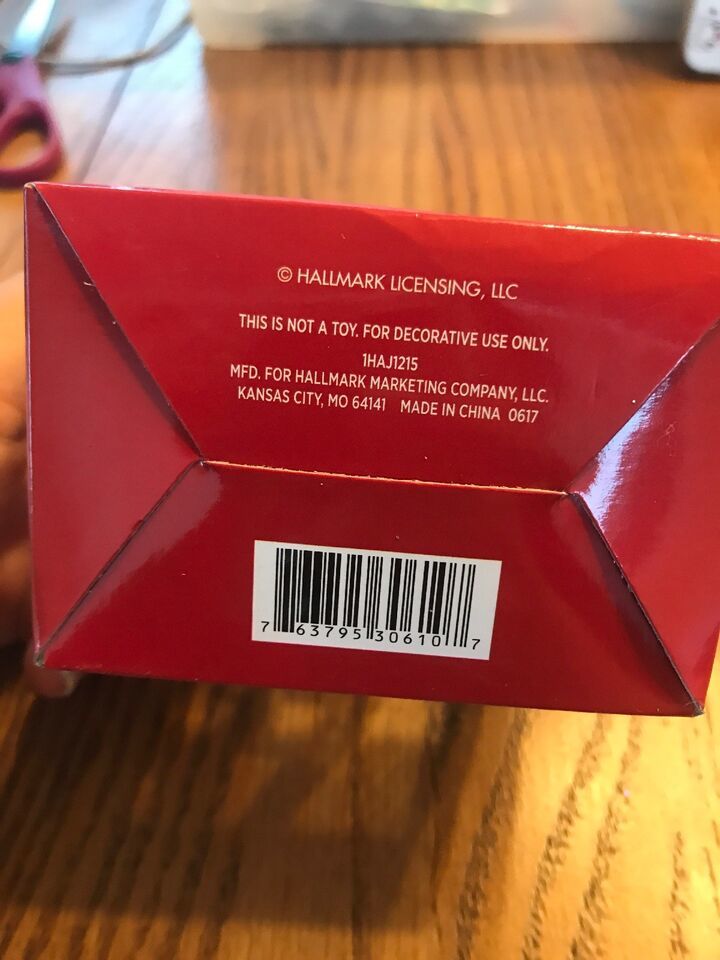 © HALLMARK LICENSING, LLC
THIS IS NOT A TOY. FOR DECORATIVE USE ONLY.
1HAJ1215
MFD. FOR HALLMARK MARKETING COMPANY, LLC.
KANSAS CITY, MO 64141 MADE IN CHINA 0617
7 63795 30610 7